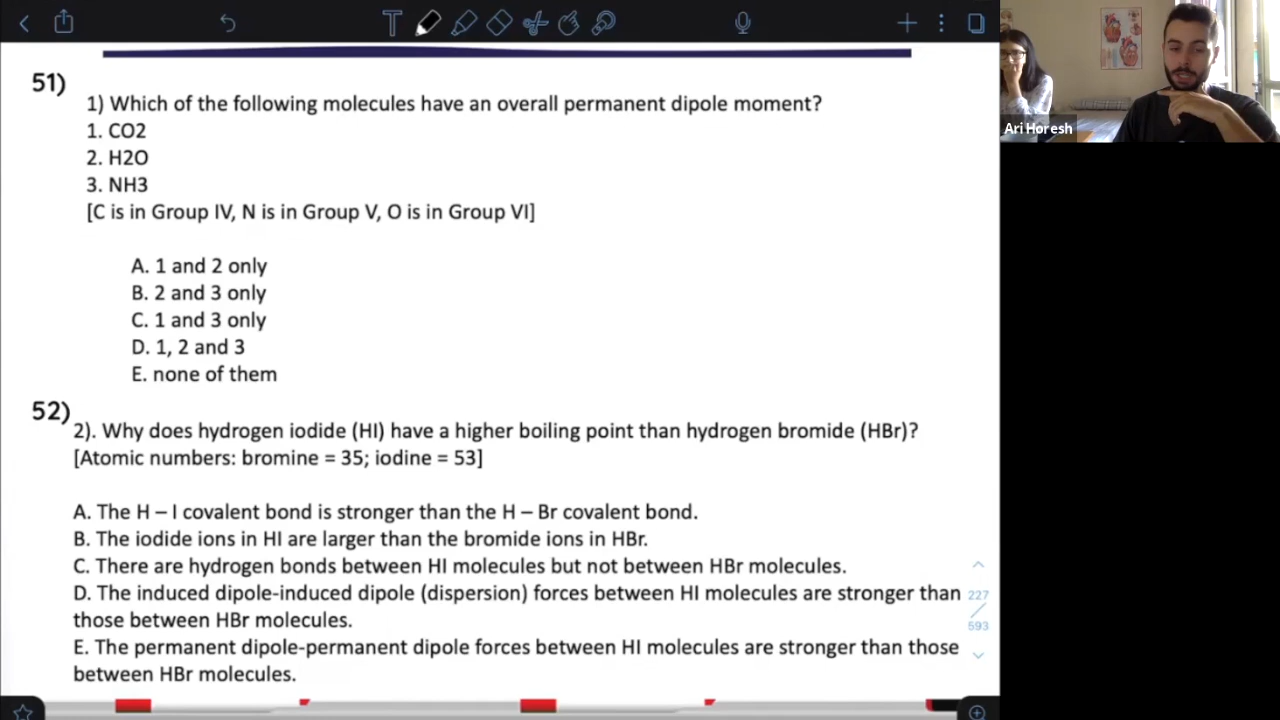 51)
1) Which of the following molecules have an overall permanent dipole moment?
1. CO2
2. H2O
3. NH3
[C is in Group IV, N is in Group V, O is in Group VI]
A. 1 and 2 only
B. 2 and 3 only
C. 1 and 3 only
D. 1, 2 and 3
E. none of them
52)
2). Why does hydrogen iodide (HI) have a higher boiling point than hydrogen bromide (HBr)?
[Atomic numbers: bromine = 35; iodine = 53]
A. The H – I covalent bond is stronger than the H – Br covalent bond.
B. The iodide ions in HI are larger than the bromide ions in HBr.
C. There are hydrogen bonds between HI molecules but not between HBr molecules.
D. The induced dipole-induced dipole (dispersion) forces between HI molecules are stronger than
those between HBr molecules.
E. The permanent dipole-permanent dipole forces between HI molecules are stronger than those
between HBr molecules.
227
593
Ari Horesh